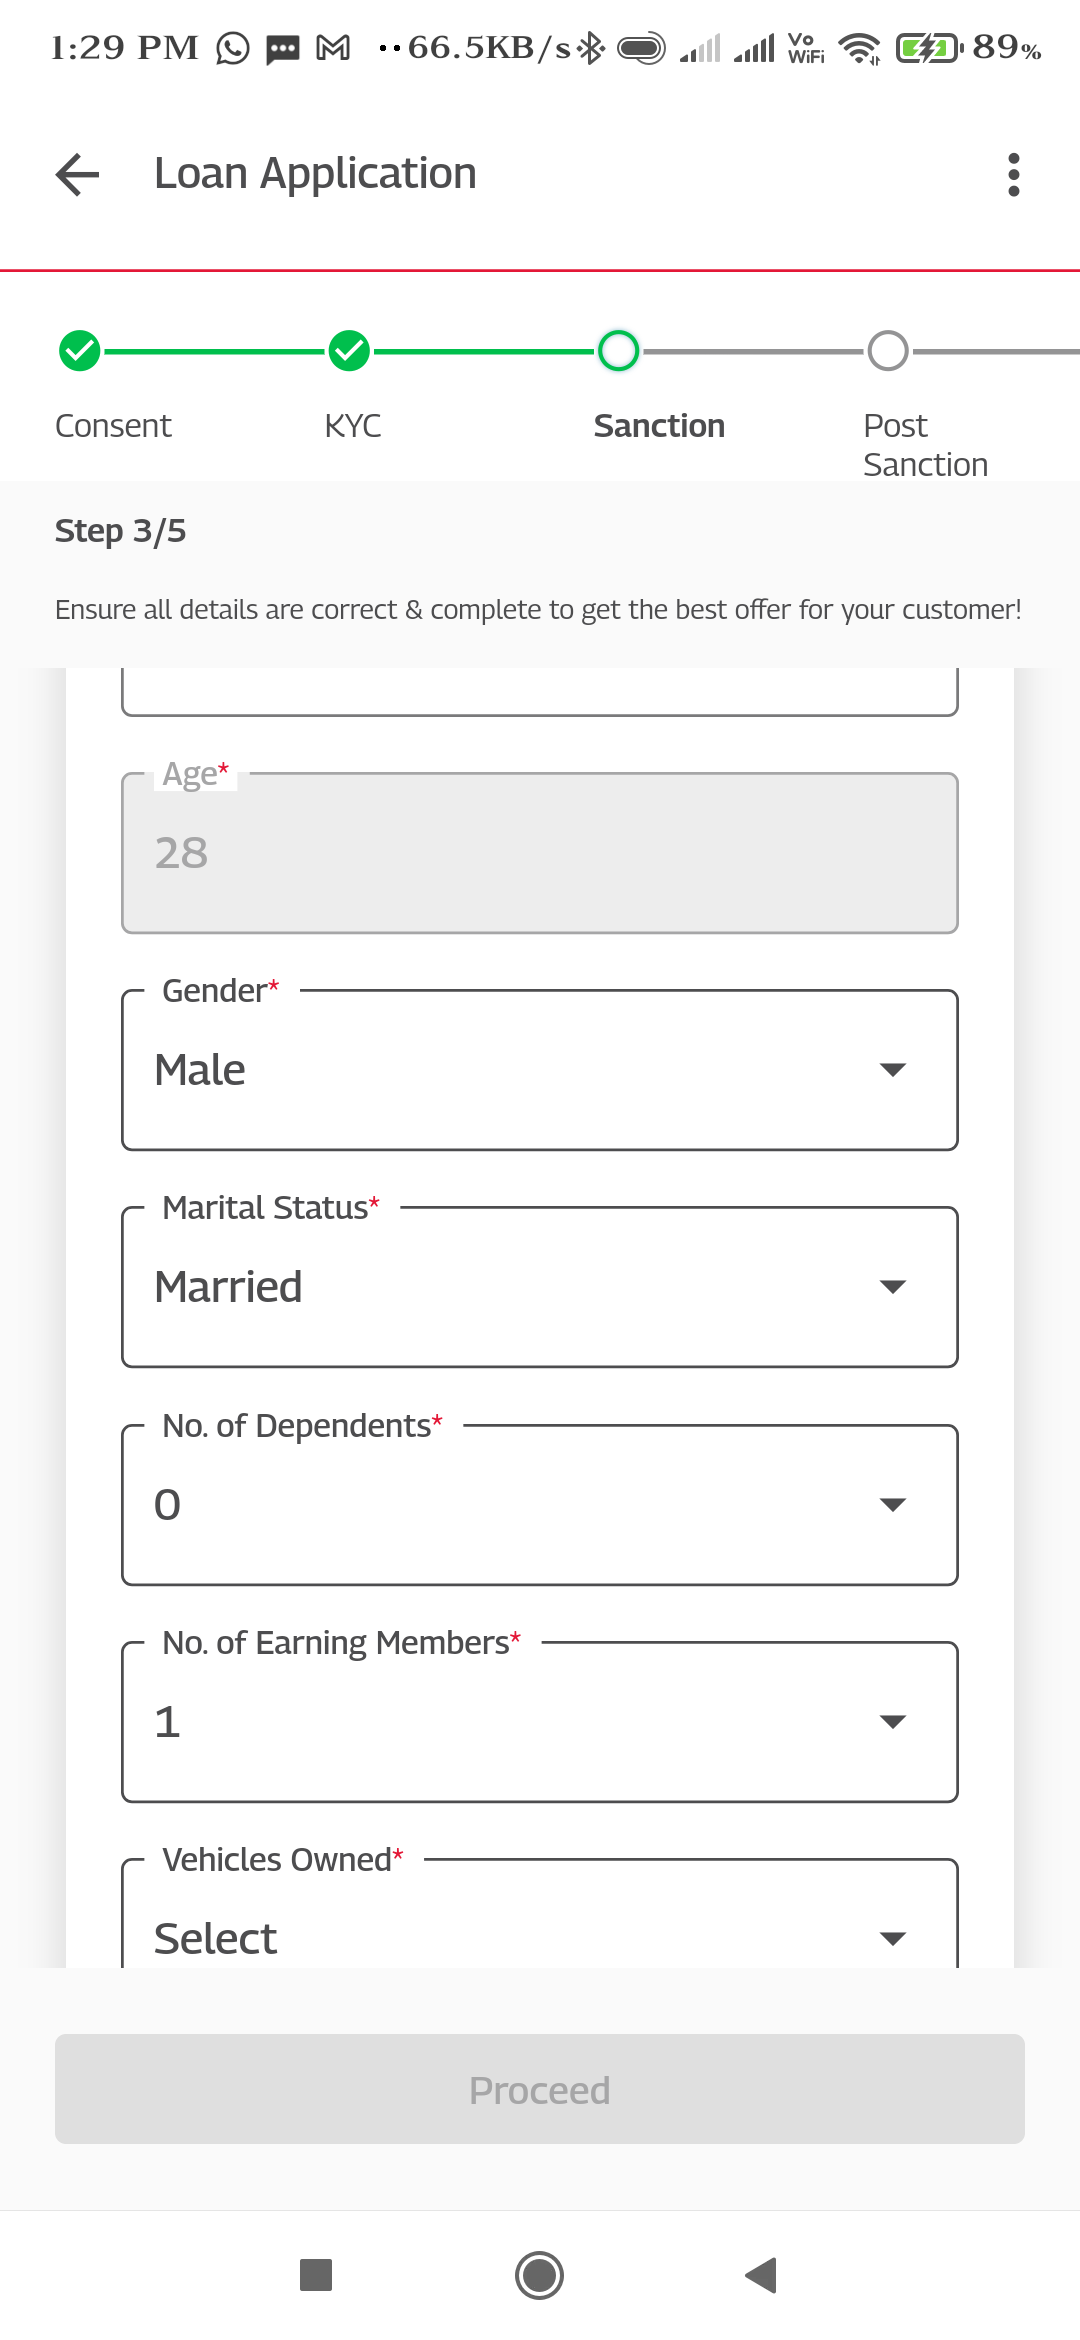 1:29 PM ··66.5KB/s Vo WiFi 89%
Loan Application
Consent KYC Sanction Post Sanction
Step 3/5
Ensure all details are correct & complete to get the best offer for your customer!
Age*
28
Gender*
Male
Marital Status*
Married
No. of Dependents*
0
No. of Earning Members*
1
Vehicles Owned*
Select
Proceed